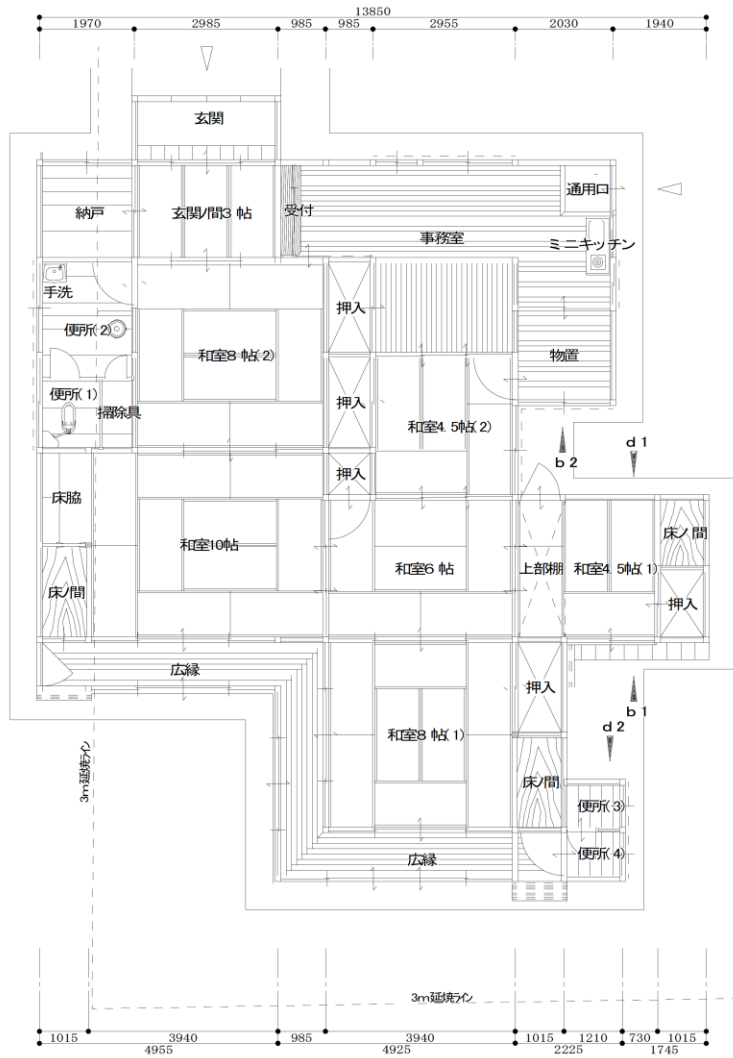 13850
1970 2985 985 985 2955 2030 1940
玄関
納戸
玄関ノ間3 帖
受付
通用口
事務室
ミニキッチン
手洗
便所(2)
和室8 帖(2)
押入
物置
便所(1)
掃除具
押入
和室4.5帖(2)
b2
d1
押入
床脇
和室10帖
和室6 帖
上部棚
和室4.5帖(1)
床ノ間
床ノ間
押入
広縁
押入
b1
和室8 帖(1)
d2
3m延焼ライン
床ノ間
便所(3)
広縁
便所(4)
3m延焼ライン
1015 3940 985 3940 1015 1210 730 1015
4955 4925 2225 1745